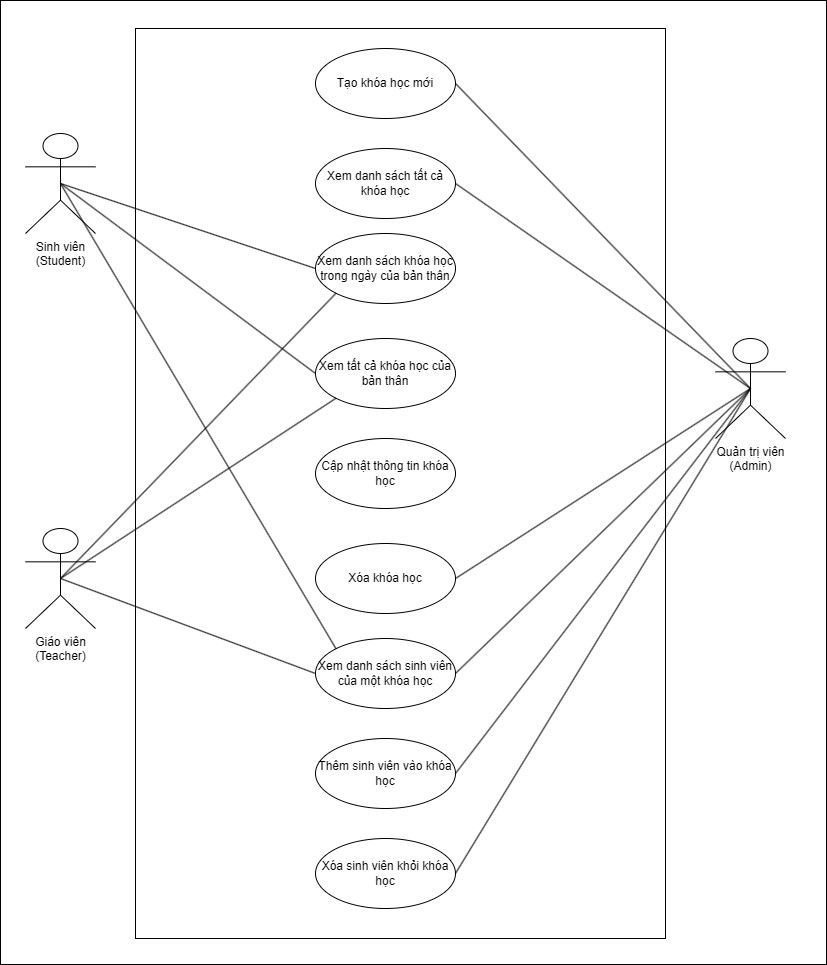 Tạo khóa học mới
Xem danh sách tất cả
khóa học
Sinh viên
(Student)
Xem danh sách khóa học
trong ngày của bản thân
Xem tất cả khóa học của
bản thân
Quản trị viên
(Admin)
Cập nhật thông tin khóa
học
Xóa khóa học
Giáo viên
(Teacher)
Xem danh sách sinh viên
của một khóa học
Thêm sinh viên vào khóa
học
Xóa sinh viên khỏi khóa
học